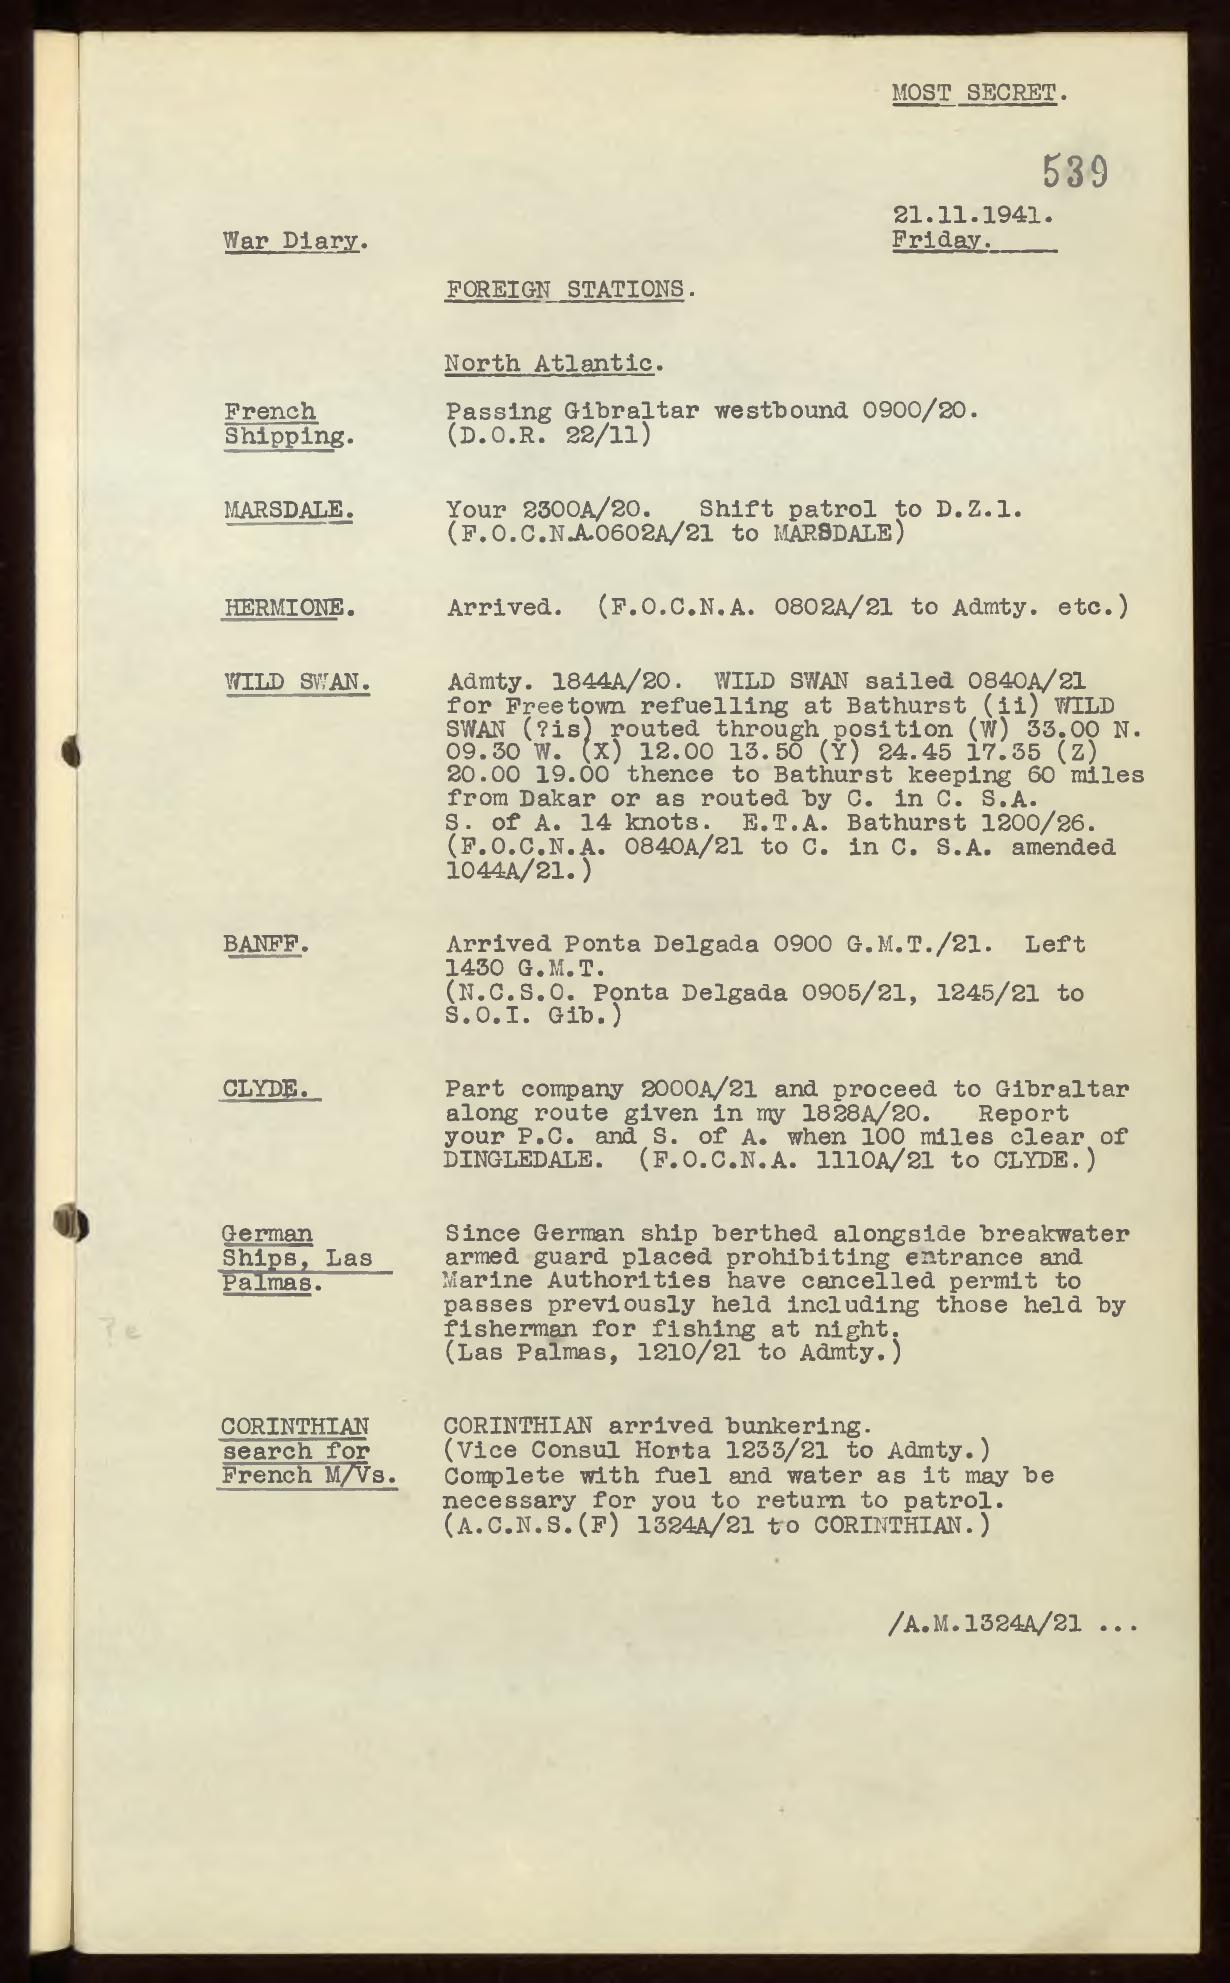 MOST SECRET.
539
21.11.1941.
War Diary.
Friday.
FOREIGN STATIONS.
North Atlantic.
French
Shipping.
Passing Gibraltar westbound 0900/20.
(D.O.R. 22/11)
MARSDALE.
Your 2300A/20. Shift patrol to D.Z.1.
(F.O.C.N.A.0602A/21 to MARSDALE)
HERMIONE.
Arrived. (F.O.C.N.A. 0802A/21 to Admty. etc.)
WILD SWAN.
Admty. 1844A/20. WILD SWAN sailed 0840A/21
for Freetown refuelling at Bathurst (ii) WILD
SWAN (?is) routed through position (W) 33.00 N.
09.30 W. (X) 12.00 13.50 (Y) 24.45 17.35 (Z)
20.00 19.00 thence to Bathurst keeping 60 miles
from Dakar or as routed by C. in C. S.A.
S. of A. 14 knots. E.T.A. Bathurst 1200/26.
(F.O.C.N.A. 0840A/21 to C. in C. S.A. amended
1044A/21.)
BANFF.
Arrived Ponta Delgada 0900 G.M.T./21. Left
1430 G.M.T.
(N.C.S.O. Ponta Delgada 0905/21, 1245/21 to
S.O.I. Gib.)
CLYDE.
Part company 2000A/21 and proceed to Gibraltar
along route given in my 1828A/20. Report
your P.C. and S. of A. when 100 miles clear of
DINGLEDALE. (F.O.C.N.A. 1110A/21 to CLYDE.)
German
Ships, Las
Palmas.
Since German ship berthed alongside breakwater
armed guard placed prohibiting entrance and
Marine Authorities have cancelled permit to
passes previously held including those held by
fisherman for fishing at night.
(Las Palmas, 1210/21 to Admty.)
?e
CORINTHIAN
search for
French M/Vs.
CORINTHIAN arrived bunkering.
(Vice Consul Horta 1233/21 to Admty.)
Complete with fuel and water as it may be
necessary for you to return to patrol.
(A.C.N.S.(F) 1324A/21 to CORINTHIAN.)
/A.M.1324A/21 ...